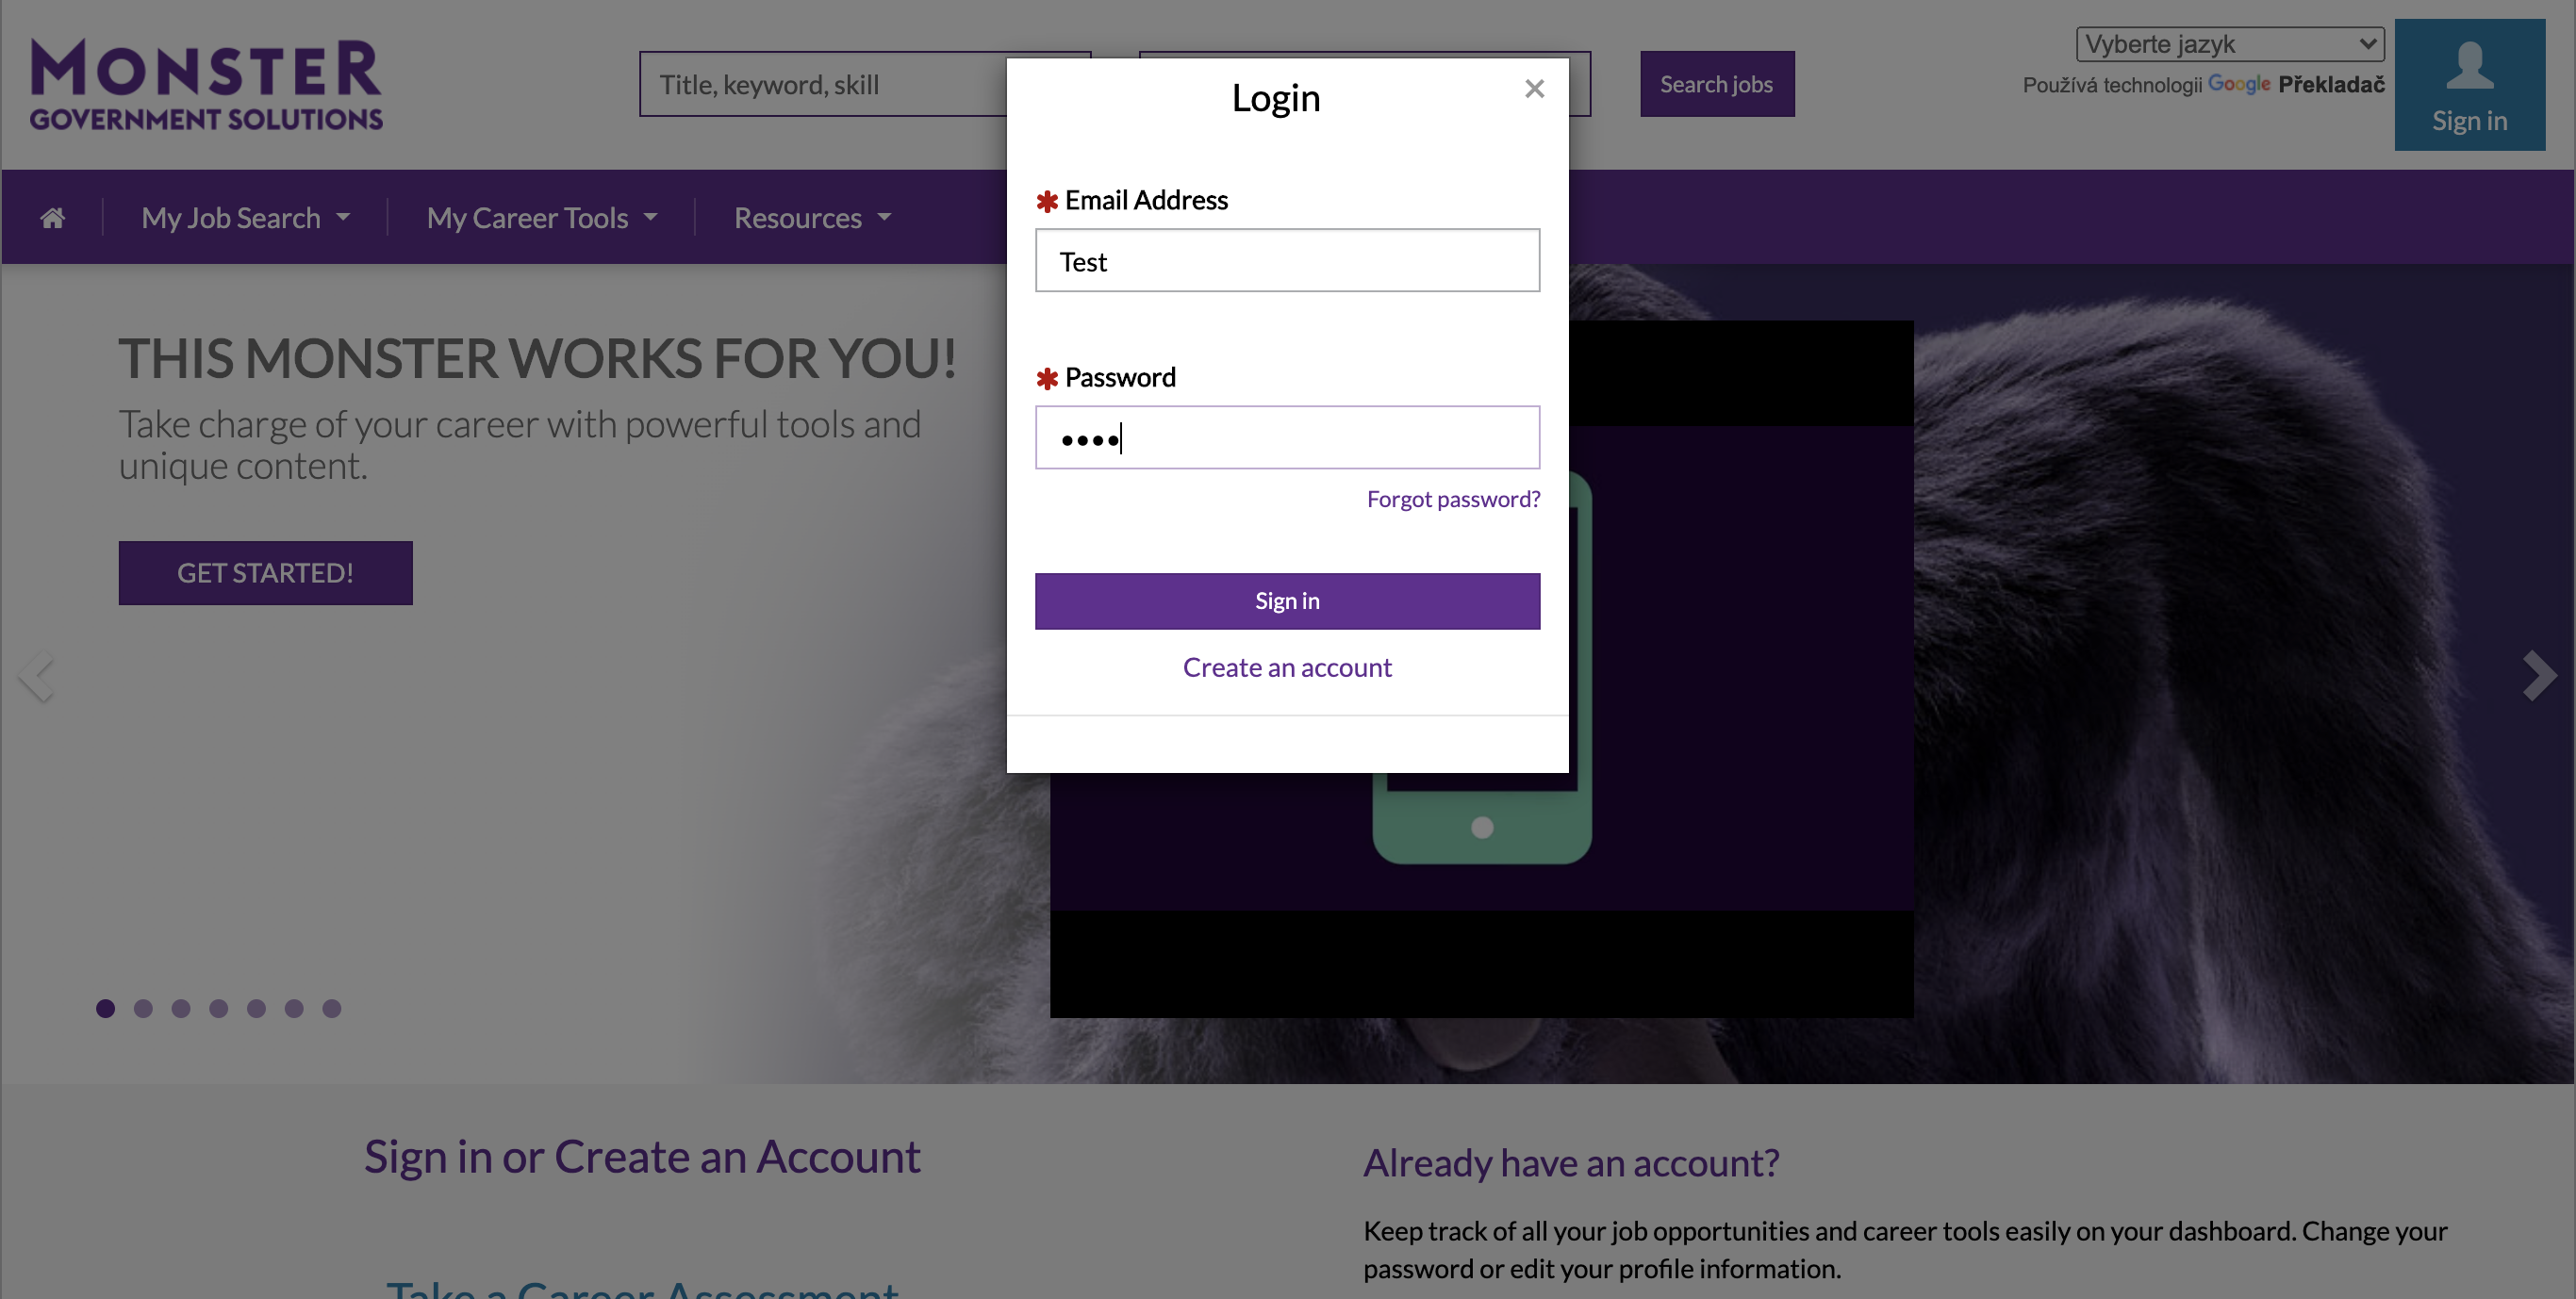 MONSTER
GOVERNMENT SOLUTIONS
Title, keyword, skill
Search jobs
Vyberte jazyk
Používá technologii Google Překladač
Sign in
My Job Search
My Career Tools
Resources
Login
×
* Email Address
Test
* Password
••••
Forgot password?
Sign in
Create an account
THIS MONSTER WORKS FOR YOU!
Take charge of your career with powerful tools and
unique content.
GET STARTED!
Sign in or Create an Account
Take a Career Assessment
Already have an account?
Keep track of all your job opportunities and career tools easily on your dashboard. Change your
password or edit your profile information.